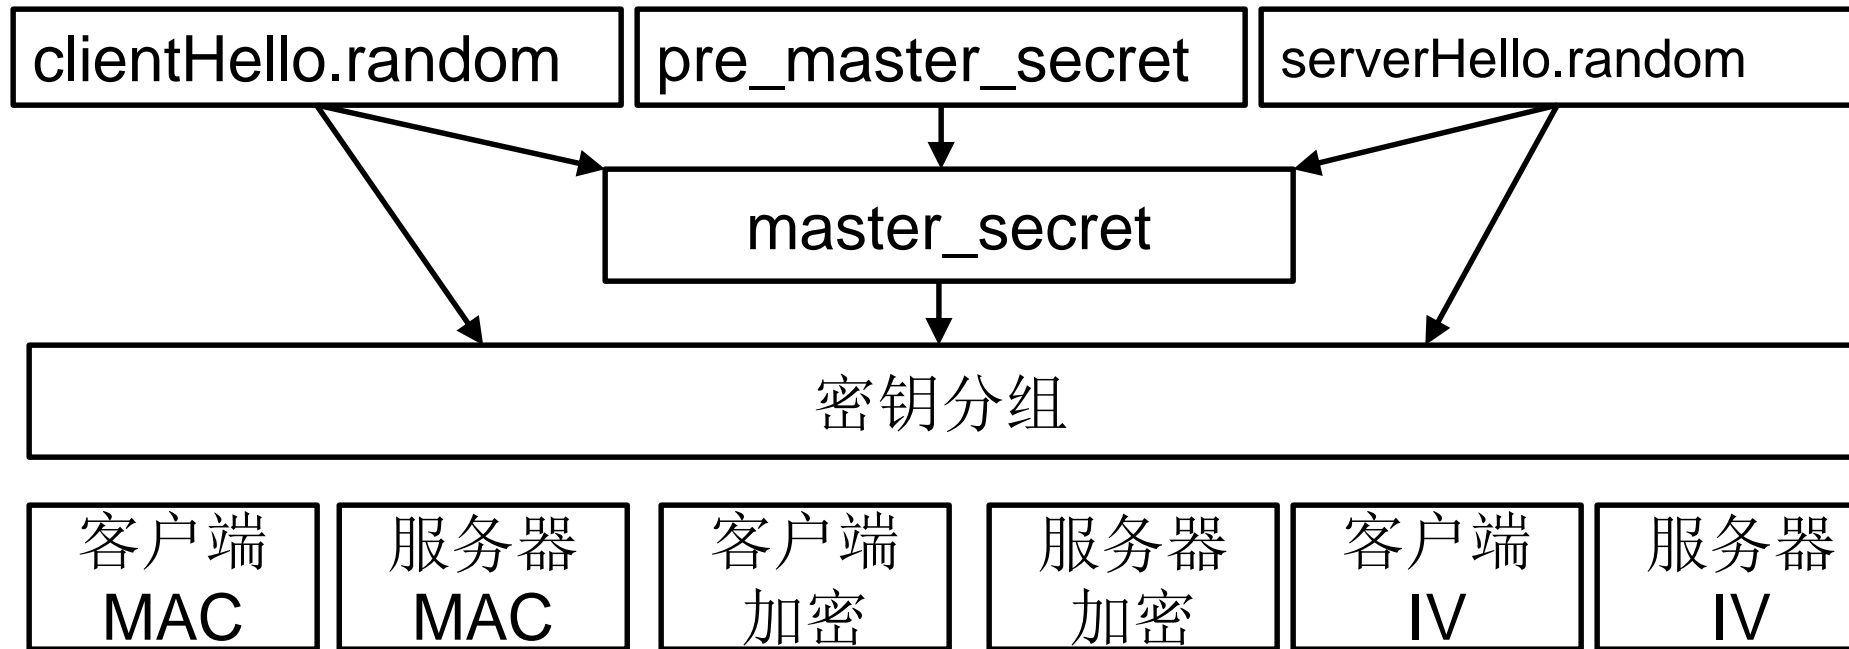 clientHello.random
pre_master_secret
serverHello.random
master_secret
密钥分组
客户端
MAC
服务器
MAC
客户端
加密
服务器
加密
客户端
IV
服务器
IV